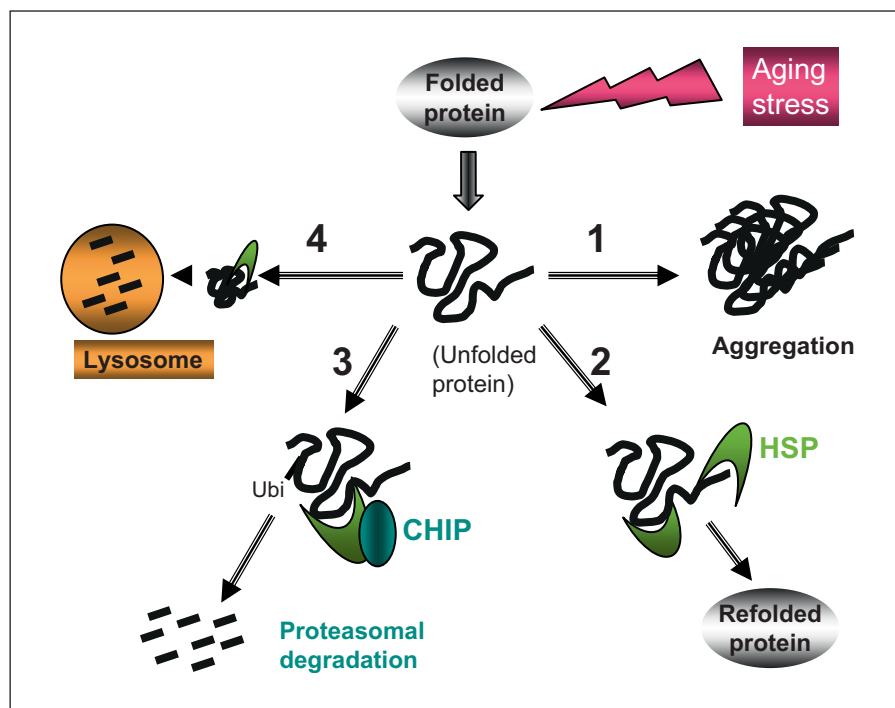 Folded
protein
Aging
stress
4
1
Lysosome
3
(Unfolded
protein)
2
Aggregation
HSP
Ubi
CHIP
Proteasomal
degradation
Refolded
protein